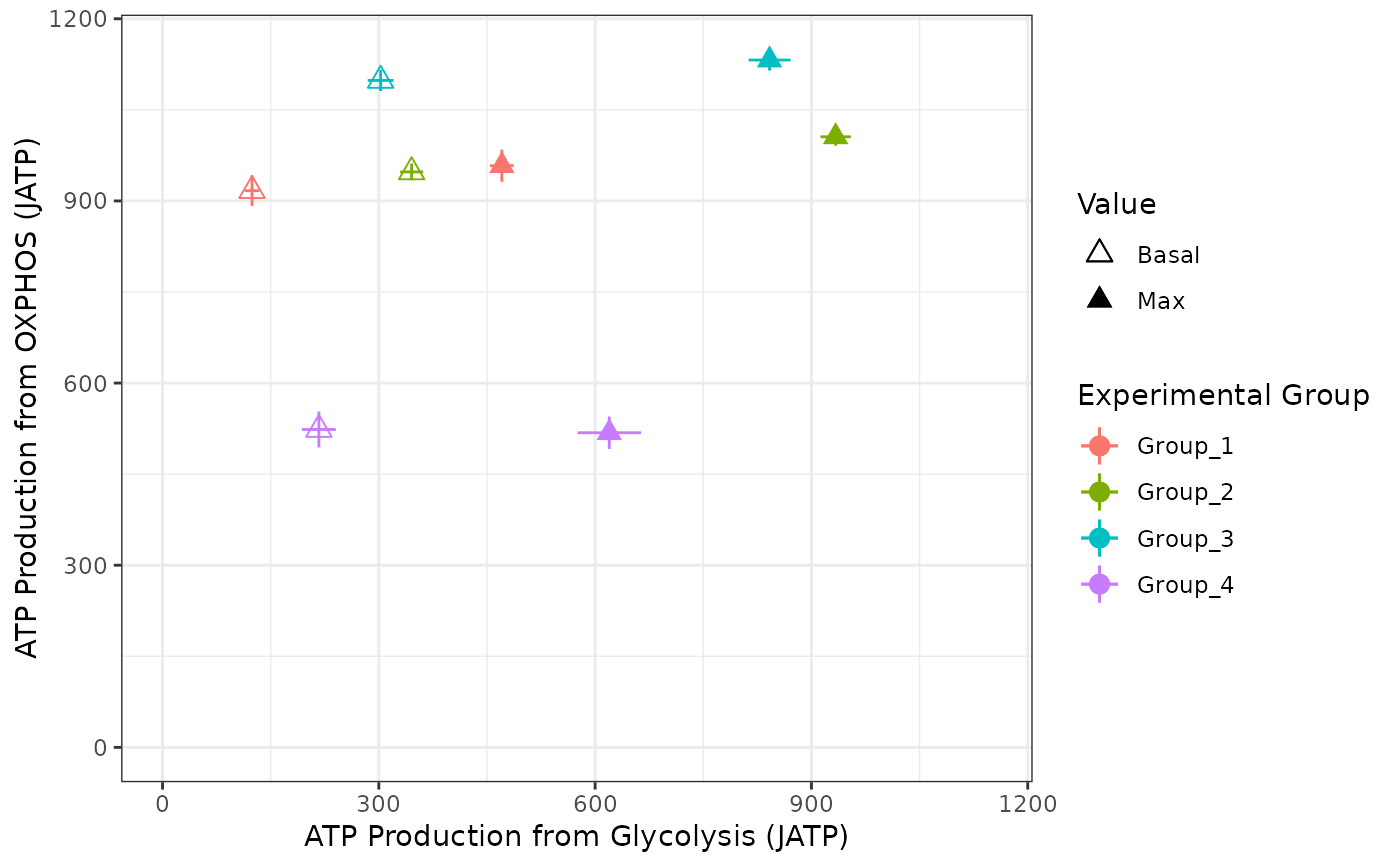 ATP Production from OXPHOS (JATP)
1200
900
600
300
0
0 300 600 900 1200
ATP Production from Glycolysis (JATP)
Value
Basal
Max
Experimental Group
Group_1
Group_2
Group_3
Group_4